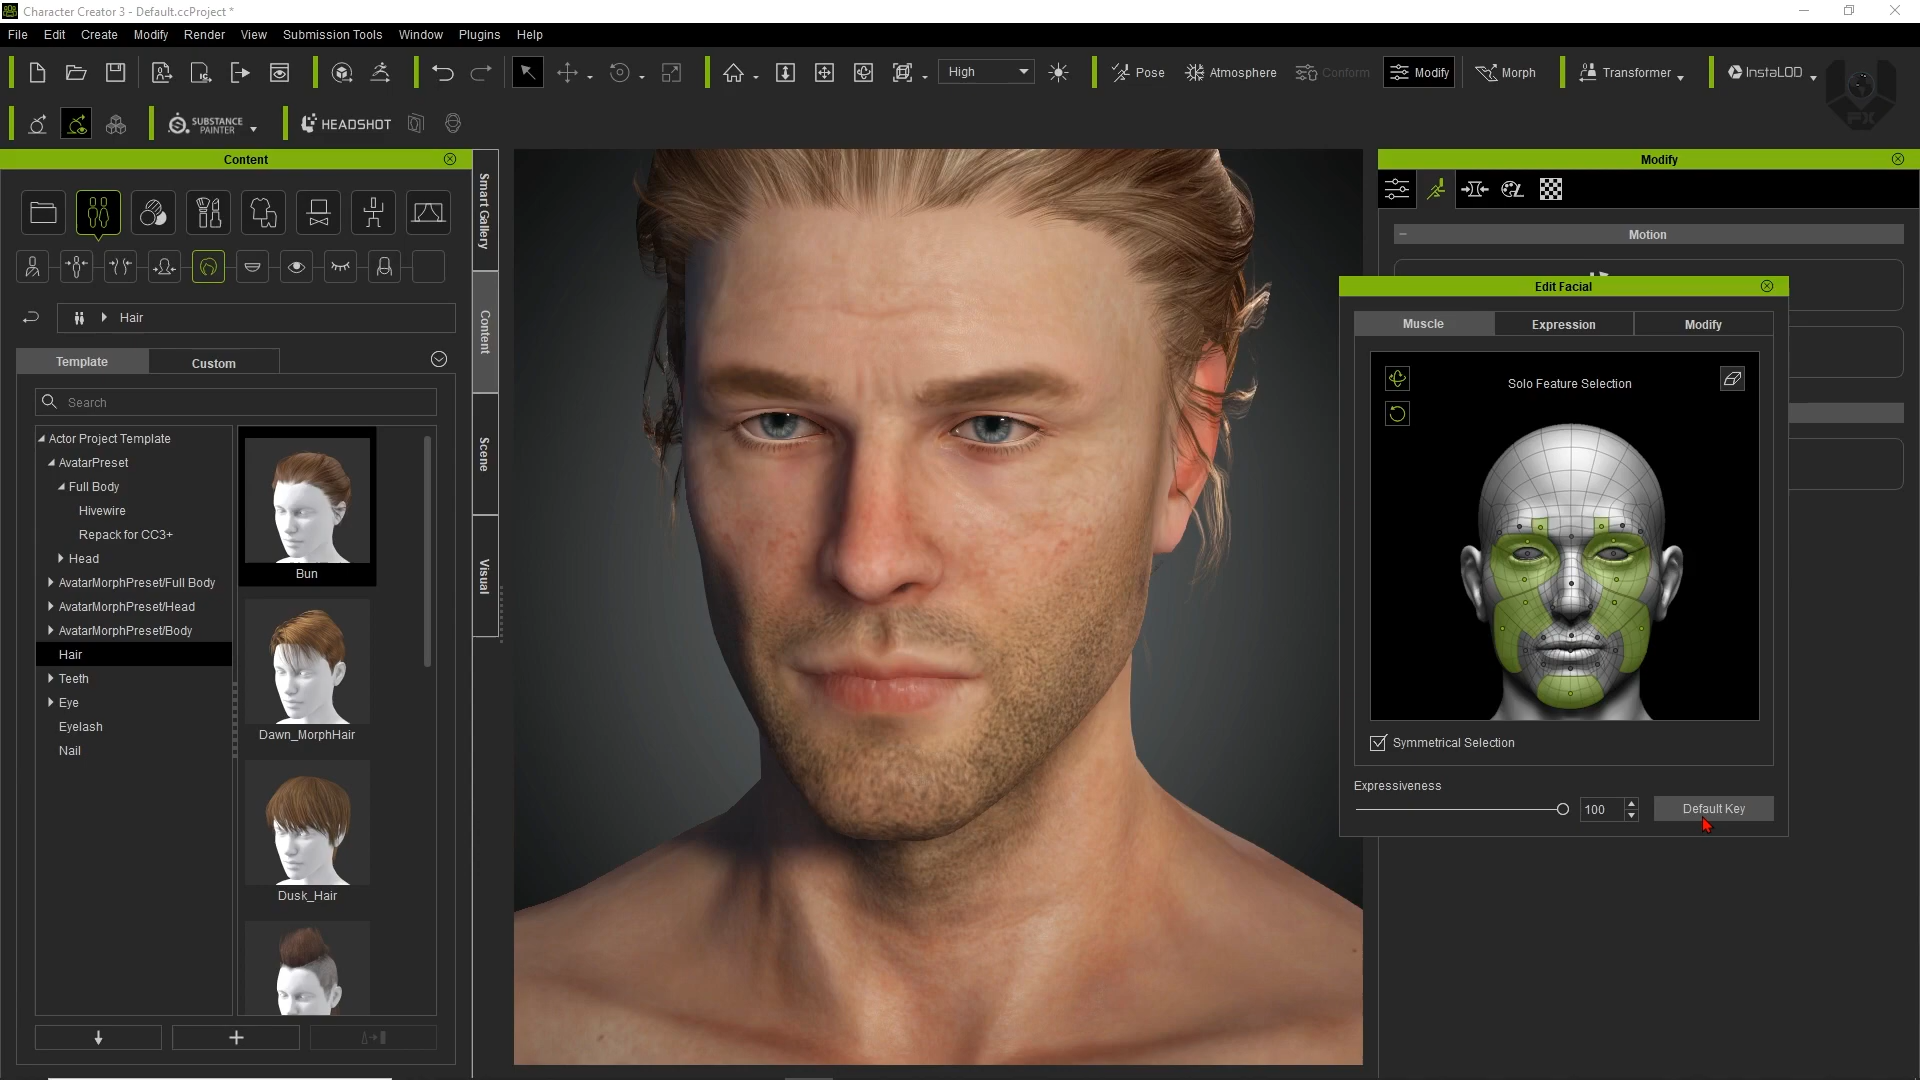 Character Creator 3 - Default.ccProject *
File Edit Create Modify Render View Submission Tools Window Plugins Help
High Pose Atmosphere Conform Modify Morph Transformer InstaLOD
SUBSTANCE PAINTER HEADSHOT
FX
Content
Hair
Template Custom
Search
Actor Project Template
AvatarPreset
Full Body
Hivewire
Repack for CC3+
Head
AvatarMorphPreset/Full Body
AvatarMorphPreset/Head
AvatarMorphPreset/Body
Hair
Teeth
Eye
Eyelash
Nail
Bun
Dawn_MorphHair
Dusk_Hair
Smart Gallery
Content
Scene
Visual
Modify
Motion
Edit Facial
Muscle Expression Modify
Solo Feature Selection
Symmetrical Selection
Expressiveness
100 Default Key